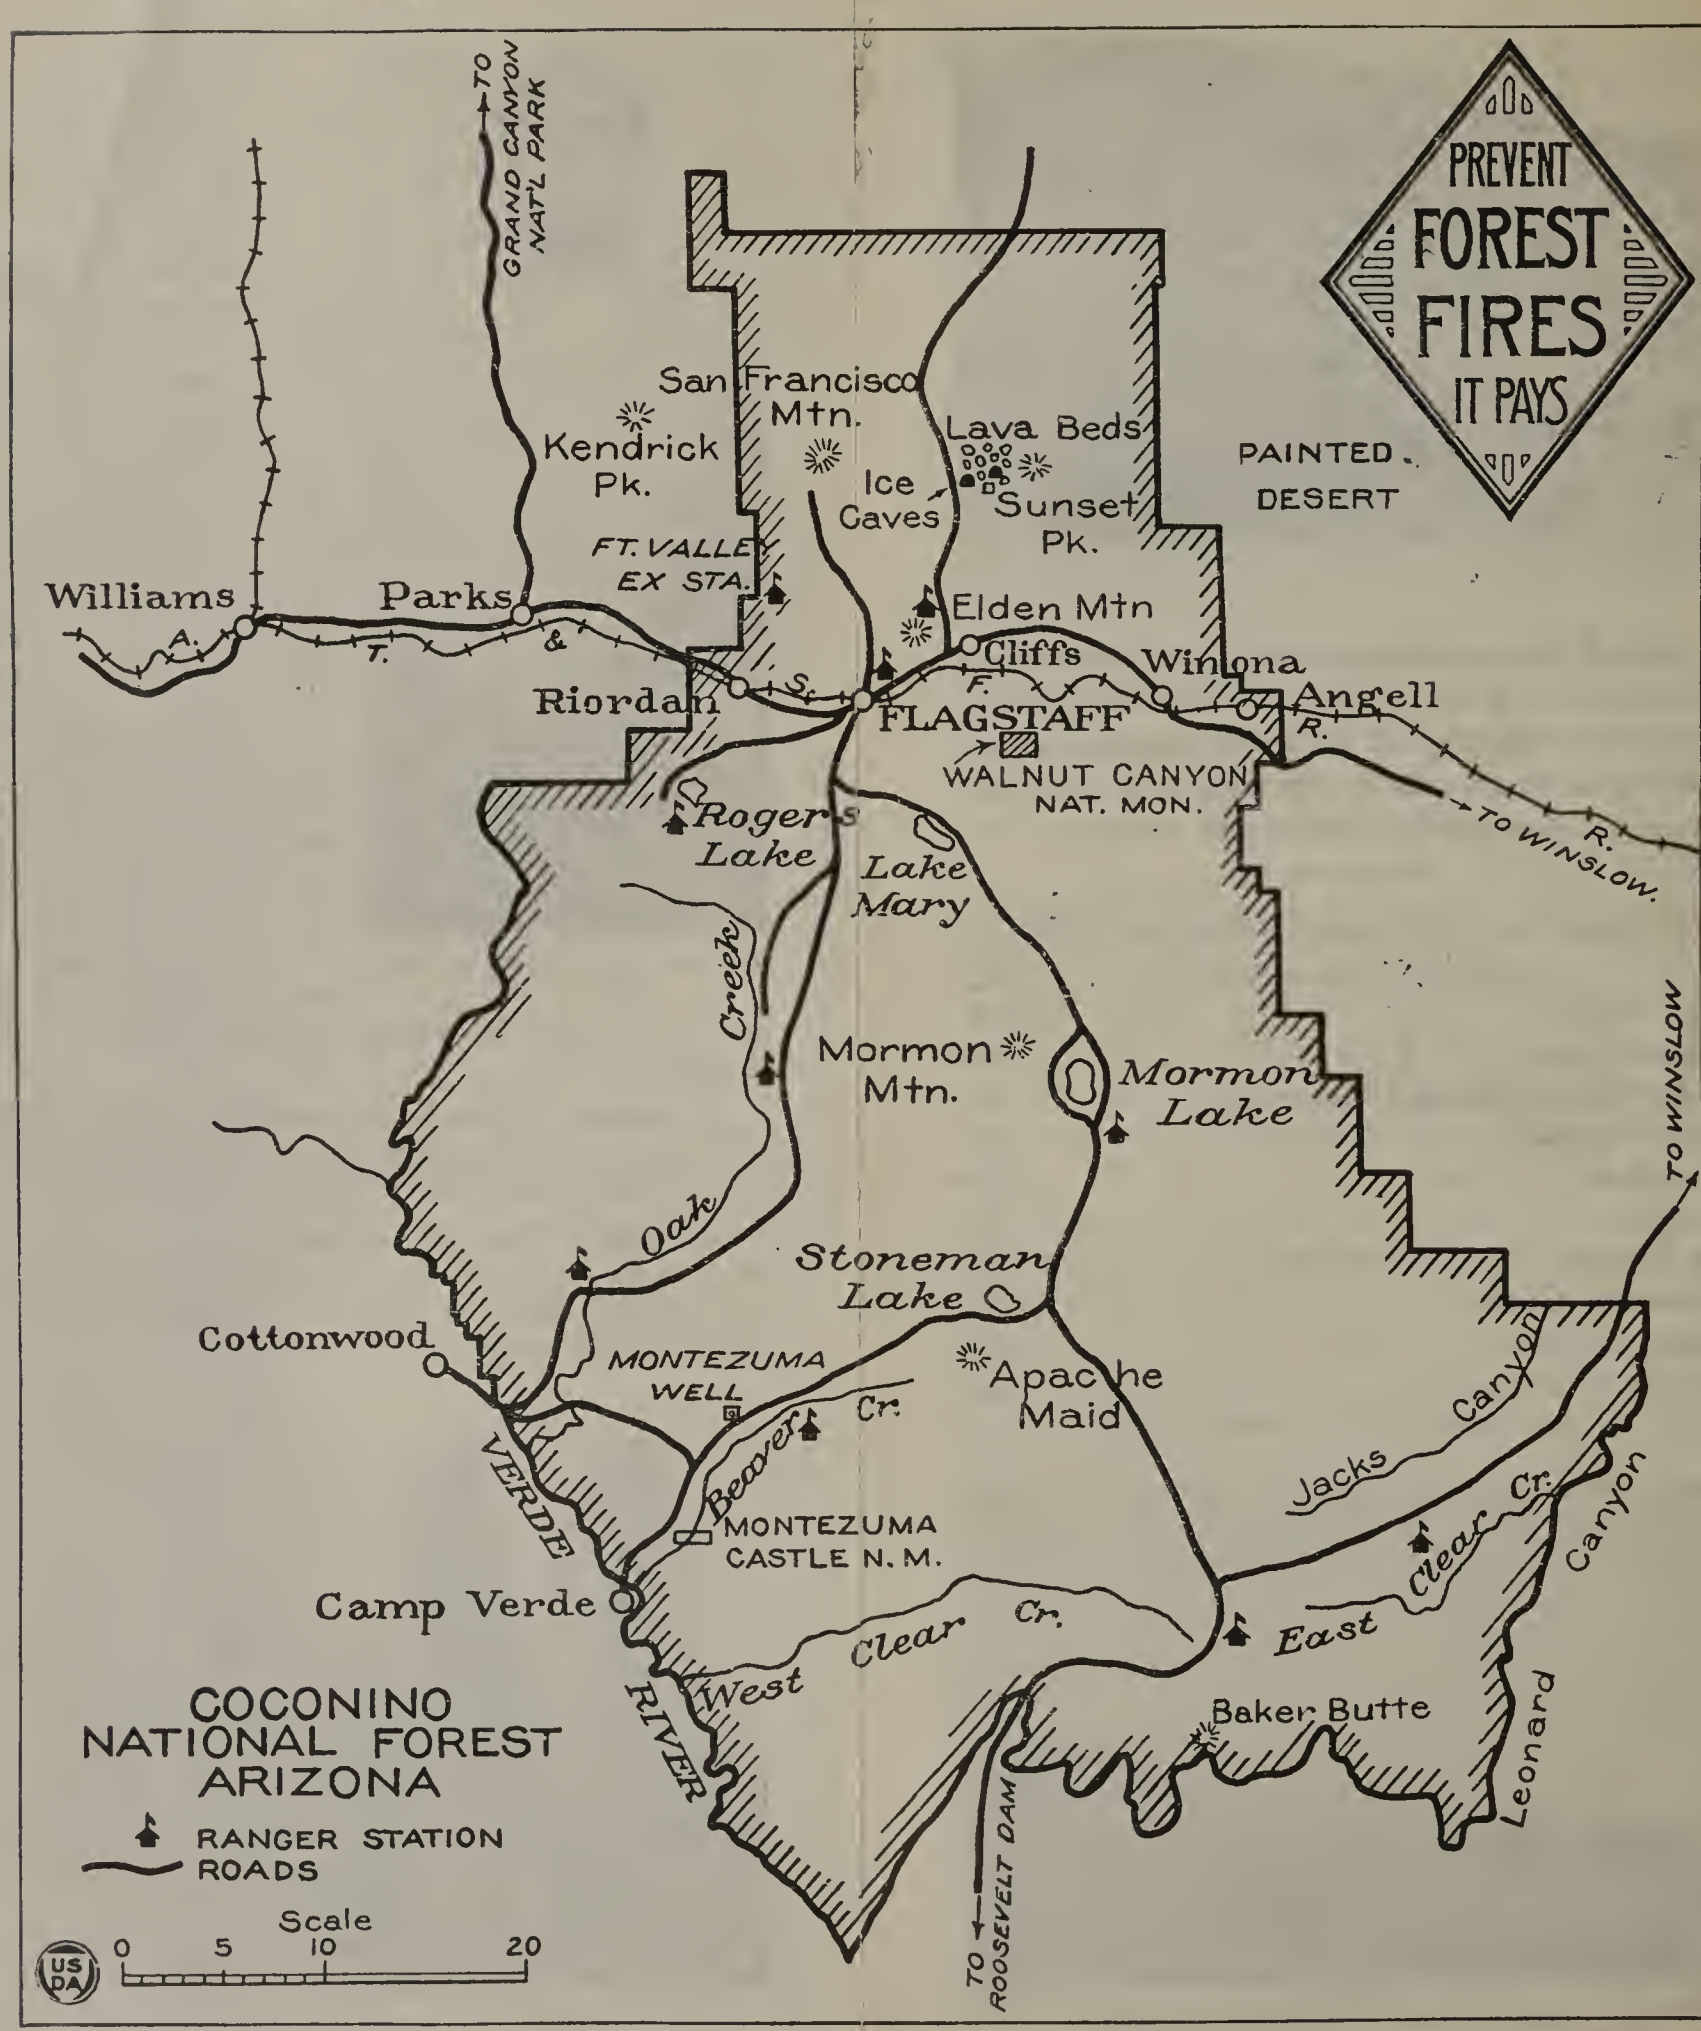 TO
GRAND CANYON
NAT'L PARK
PREVENT
FOREST
FIRES
IT PAYS
San Francisco
Mtn.
Kendrick
Pk.
Lava Beds
Ice
Caves
Sunset
Pk.
PAINTED
DESERT
FT. VALLEY
EX STA.
Williams
Parks
Elden Mtn
Cliffs
Winona
Angell
Riordan
FLAGSTAFF
A. T. & S. F. R. R.
WALNUT CANYON
NAT. MON.
TO WINSLOW.
Rogers
Lake
Lake
Mary
Oak Creek
Mormon
Mtn.
Mormon
Lake
TO WINSLOW
Stoneman
Lake
Cottonwood
MONTEZUMA
WELL
Apache
Maid
Beaver Cr.
Jacks Canyon
MONTEZUMA
CASTLE N. M.
VERDE RIVER
Camp Verde
West Clear Cr.
East Clear Cr.
Leonard Canyon
Baker Butte
TO
ROOSEVELT DAM
COCONINO
NATIONAL FOREST
ARIZONA
RANGER STATION
ROADS
Scale
0 5 10 20
US
DA